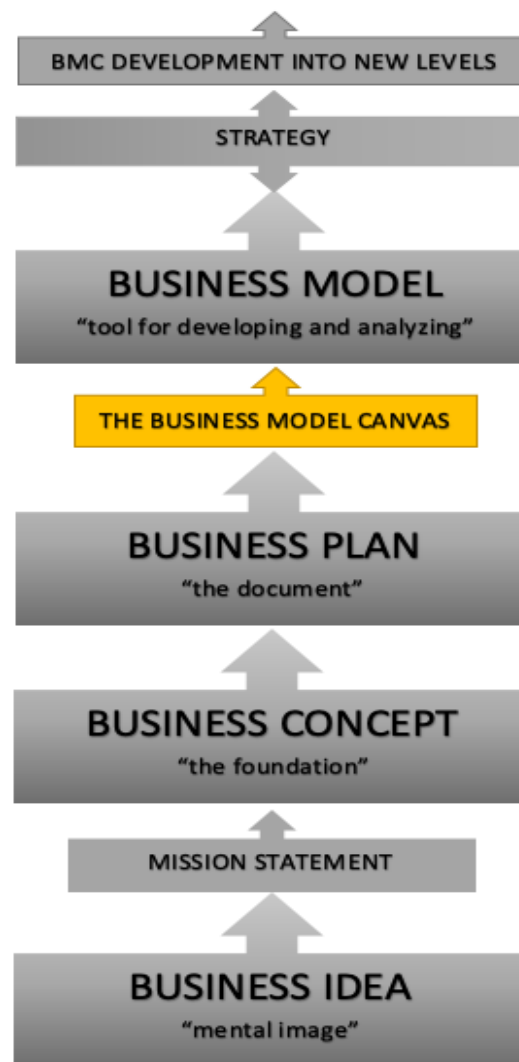 BMC DEVELOPMENT INTO NEW LEVELS
STRATEGY
BUSINESS MODEL
“tool for developing and analyzing”
THE BUSINESS MODEL CANVAS
BUSINESS PLAN
“the document”
BUSINESS CONCEPT
“the foundation”
MISSION STATEMENT
BUSINESS IDEA
“mental image”